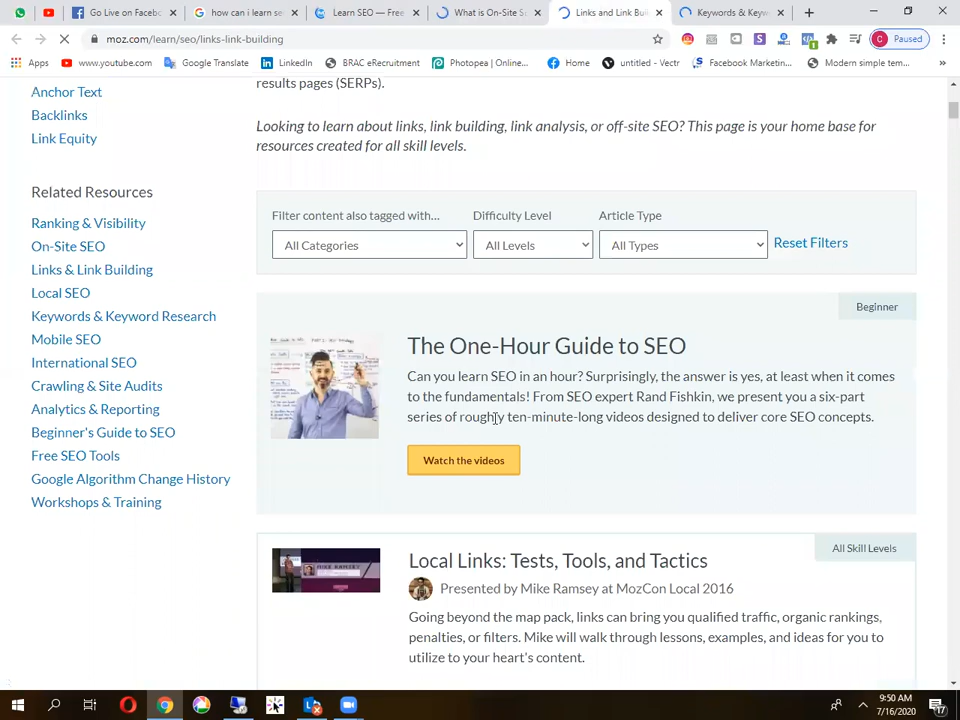 Go Live on Faceb
how can i learn se
Learn SEO — Free
What is On-Site S
Links and Link Bui
Keywords & Keyw
moz.com/learn/seo/links-link-building
C Paused
Apps
www.youtube.com
Google Translate
LinkedIn
BRAC eRecruitment
Photopea | Online...
Home
untitled - Vectr
Facebook Marketin...
Modern simple tem...
»
Anchor Text
Backlinks
Link Equity
Related Resources
Ranking & Visibility
On-Site SEO
Links & Link Building
Local SEO
Keywords & Keyword Research
Mobile SEO
International SEO
Crawling & Site Audits
Analytics & Reporting
Beginner's Guide to SEO
Free SEO Tools
Google Algorithm Change History
Workshops & Training
results pages (SERPs).
Looking to learn about links, link building, link analysis, or off-site SEO? This page is your home base for
resources created for all skill levels.
Filter content also tagged with...
Difficulty Level
Article Type
All Categories
All Levels
All Types
Reset Filters
Beginner
The One-Hour Guide to SEO
Can you learn SEO in an hour? Surprisingly, the answer is yes, at least when it comes
to the fundamentals! From SEO expert Rand Fishkin, we present you a six-part
series of roughly ten-minute-long videos designed to deliver core SEO concepts.
Watch the videos
All Skill Levels
Local Links: Tests, Tools, and Tactics
Presented by Mike Ramsey at MozCon Local 2016
Going beyond the map pack, links can bring you qualified traffic, organic rankings,
penalties, or filters. Mike will walk through lessons, examples, and ideas for you to
utilize to your heart's content.
9:50 AM
7/16/2020
17